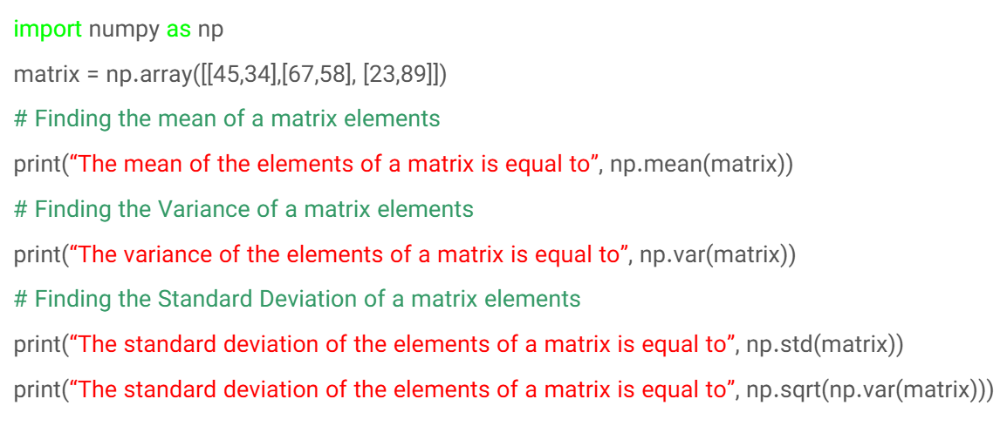 import numpy as np
matrix = np.array([[45,34],[67,58], [23,89]])
# Finding the mean of a matrix elements
print(“The mean of the elements of a matrix is equal to”, np.mean(matrix))
# Finding the Variance of a matrix elements
print(“The variance of the elements of a matrix is equal to”, np.var(matrix))
# Finding the Standard Deviation of a matrix elements
print(“The standard deviation of the elements of a matrix is equal to”, np.std(matrix))
print(“The standard deviation of the elements of a matrix is equal to”, np.sqrt(np.var(matrix)))